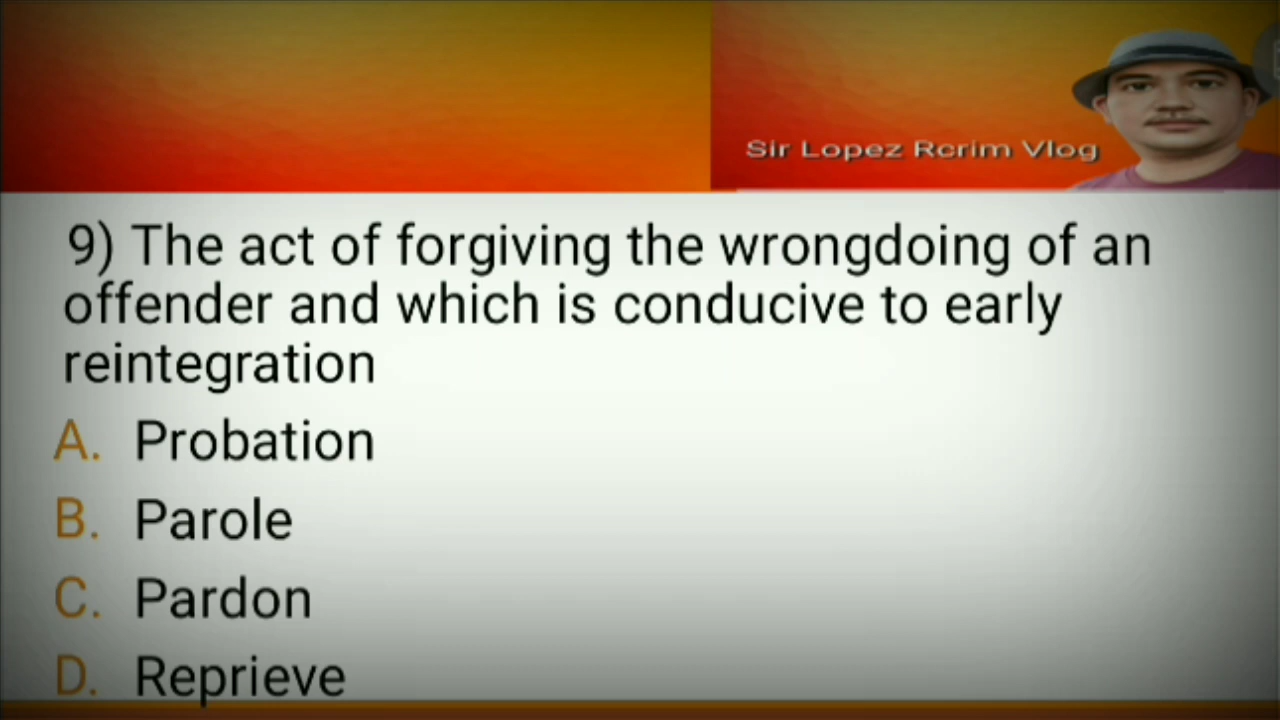 Sir Lopez Rcrim Vlog
9) The act of forgiving the wrongdoing of an
offender and which is conducive to early
reintegration
A. Probation
B. Parole
C. Pardon
D. Reprieve